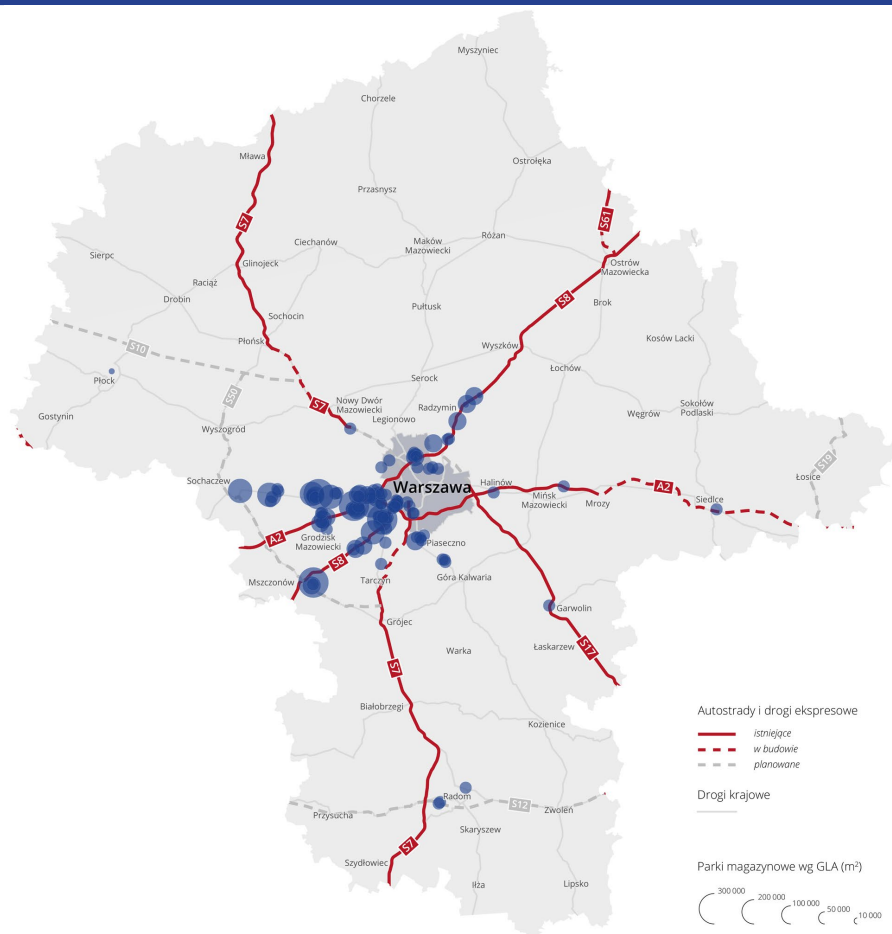 Myszyniec
Chorzele
Mława
Ostrołęka
Przasnysz
S61
S7
Różan
Ciechanów
Maków
Mazowiecki
Sierpc
Glinojeck
Ostrów
Mazowiecka
Raciąż
Drobin
S8
Brok
Pułtusk
Sochocin
Płońsk
Wyszków
Kosów Lacki
S10
Łochów
Płock
Serock
S50
S7
Nowy Dwór
Mazowiecki
Radzymin
Sokołów
Podlaski
Węgrów
Gostynin
Legionowo
Wyszogród
S19
Sochaczew
Warszawa
Halinów
A2
Łosice
Mińsk
Mazowiecki
Mrozy
Siedlce
A2
Grodzisk
Mazowiecki
Piaseczno
S8
Mszczonów
Tarczyn
Góra Kalwaria
Garwolin
Grójec
Łaskarzew
S17
Warka
S7
Białobrzegi
Kozienice
Radom
S12
Zwoleń
Przysucha
Skaryszew
S7
Szydłowiec
Iłża
Lipsko
Autostrady i drogi ekspresowe
istniejące
w budowie
planowane
Drogi krajowe
Parki magazynowe wg GLA (m²)
300 000
200 000
100 000
50 000
10 000